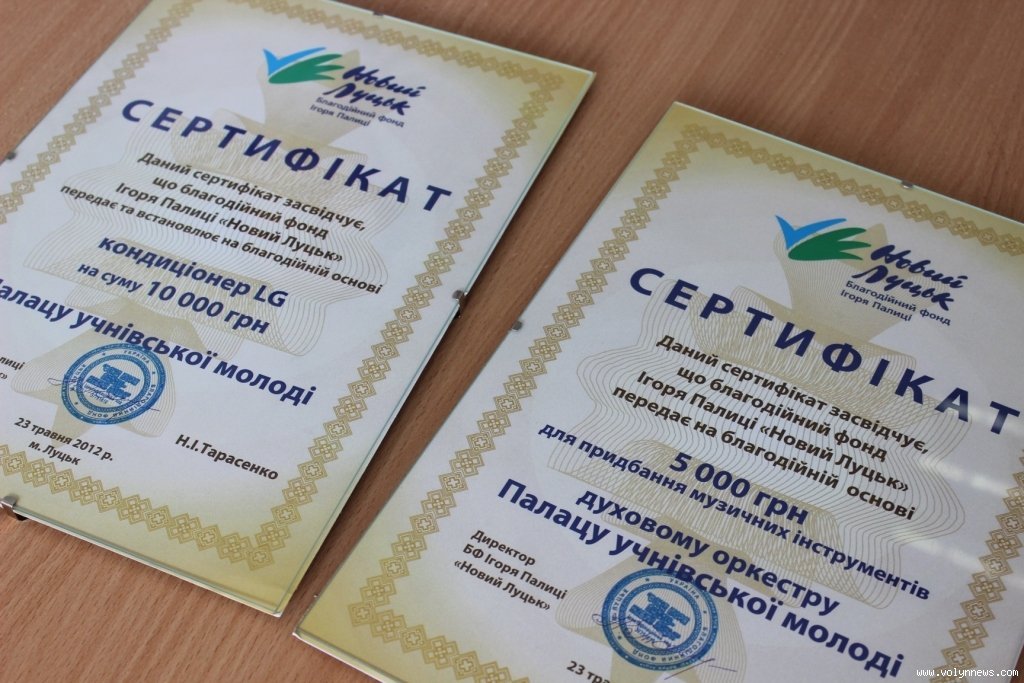 Новий
Луцьк
Благодійний фонд
Ігоря Палиці
СЕРТИФІКАТ
Даний сертифікат засвідчує,
що благодійний фонд
Ігоря Палиці «Новий Луцьк»
передає та встановлює на благодійній основі
кондиціонер LG
на суму 10 000 грн
Палацу учнівської молоді
23 травня 2012 р.
м. Луцьк
Н.І.Тарасенко
Новий
Луцьк
Благодійний фонд
Ігоря Палиці
СЕРТИФІКАТ
Даний сертифікат засвідчує,
що благодійний фонд
Ігоря Палиці «Новий Луцьк»
передає на благодійній основі
5 000 грн
для придбання музичних інструментів
духовому оркестру
Палацу учнівської молоді
Директор
БФ Ігоря Палиці
«Новий Луцьк»
УКРАЇНА
23
www.volynnews.com